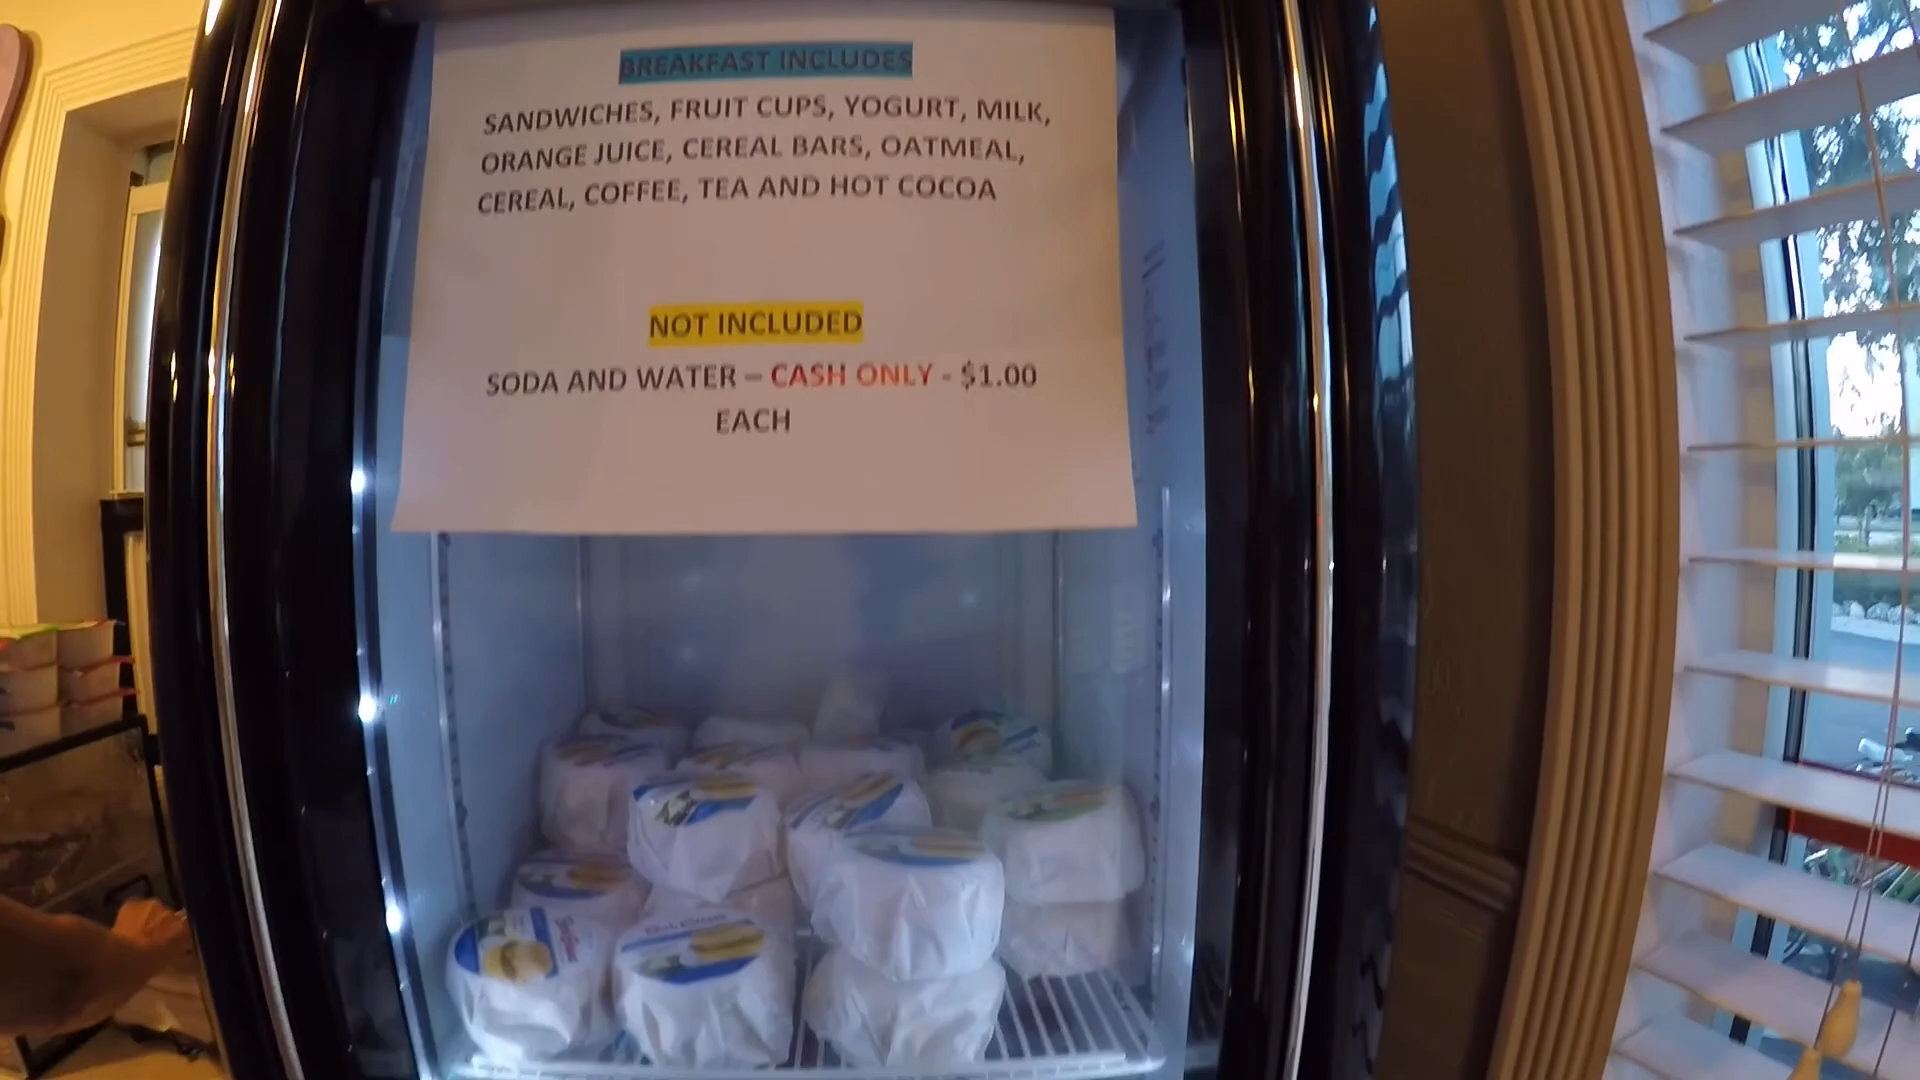 BREAKFAST INCLUDES
SANDWICHES, FRUIT CUPS, YOGURT, MILK,
ORANGE JUICE, CEREAL BARS, OATMEAL,
CEREAL, COFFEE, TEA AND HOT COCOA
NOT INCLUDED
SODA AND WATER – CASH ONLY - $1.00
EACH